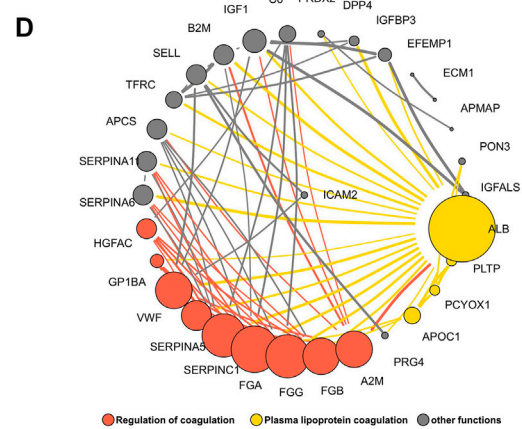 D
DPP4
IGF1
IGFBP3
B2M
EFEMP1
SELL
ECM1
TFRC
APMAP
APCS
PON3
SERPINA11
ICAM2
IGFALS
SERPINA6
ALB
HGFAC
PLTP
GP1BA
PCYOX1
VWF
APOC1
SERPINA5
PRG4
SERPINC1
A2M
FGA
FGG
FGB
Regulation of coagulation
Plasma lipoprotein coagulation
other functions